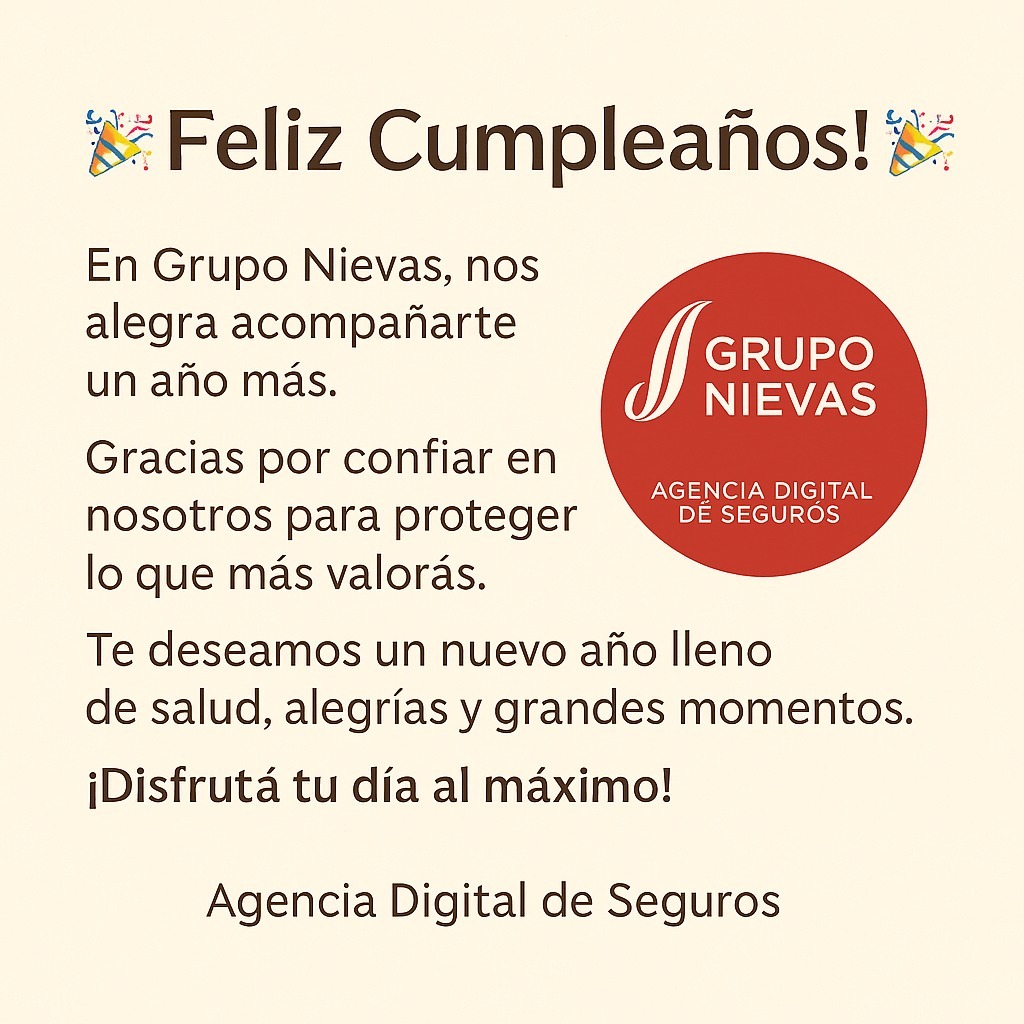 🎉¡Feliz Cumpleaños!🎉
En Grupo Nievas, nos
alegra acompañarte
un año más.
GRUPO
NIEVAS
AGENCIA DIGITAL
DÉ SEGURÓS
Gracias por confiar en
nosotros para proteger
lo que más valorás.
Te deseamos un nuevo año lleno
de salud, alegrías y grandes momentos.
¡Disfrutá tu día al máximo!
Agencia Digital de Seguros